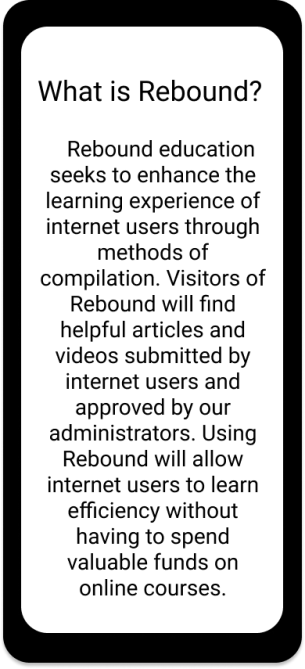 What is Rebound?
Rebound education
seeks to enhance the
learning experience of
internet users through
methods of
compilation. Visitors of
Rebound will find
helpful articles and
videos submitted by
internet users and
approved by our
administrators. Using
Rebound will allow
internet users to learn
efficiency without
having to spend
valuable funds on
online courses.